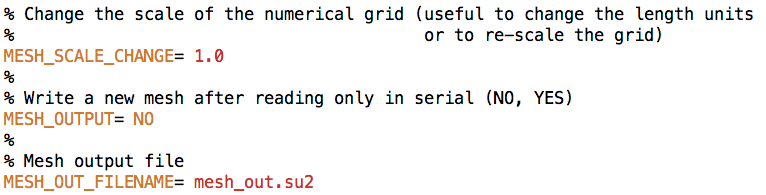 % Change the scale of the numerical grid (useful to change the length units
% or to re-scale the grid)
MESH_SCALE_CHANGE= 1.0
%
% Write a new mesh after reading only in serial (NO, YES)
MESH_OUTPUT= NO
%
% Mesh output file
MESH_OUT_FILENAME= mesh_out.su2